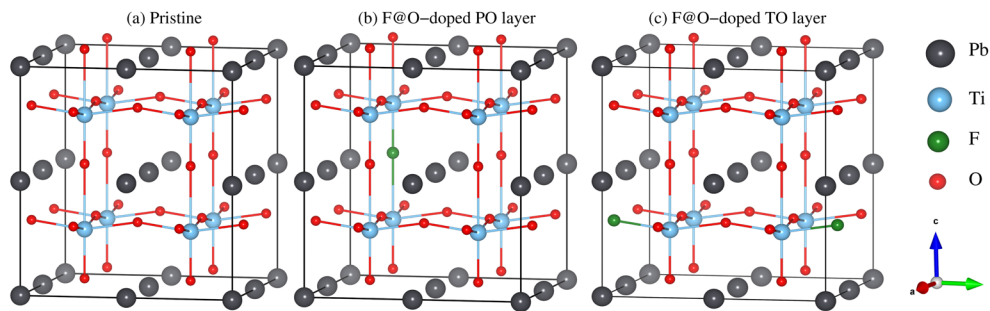 (a) Pristine
(b) F@O−doped PO layer
(c) F@O−doped TO layer
Pb
Ti
F
O
c
a